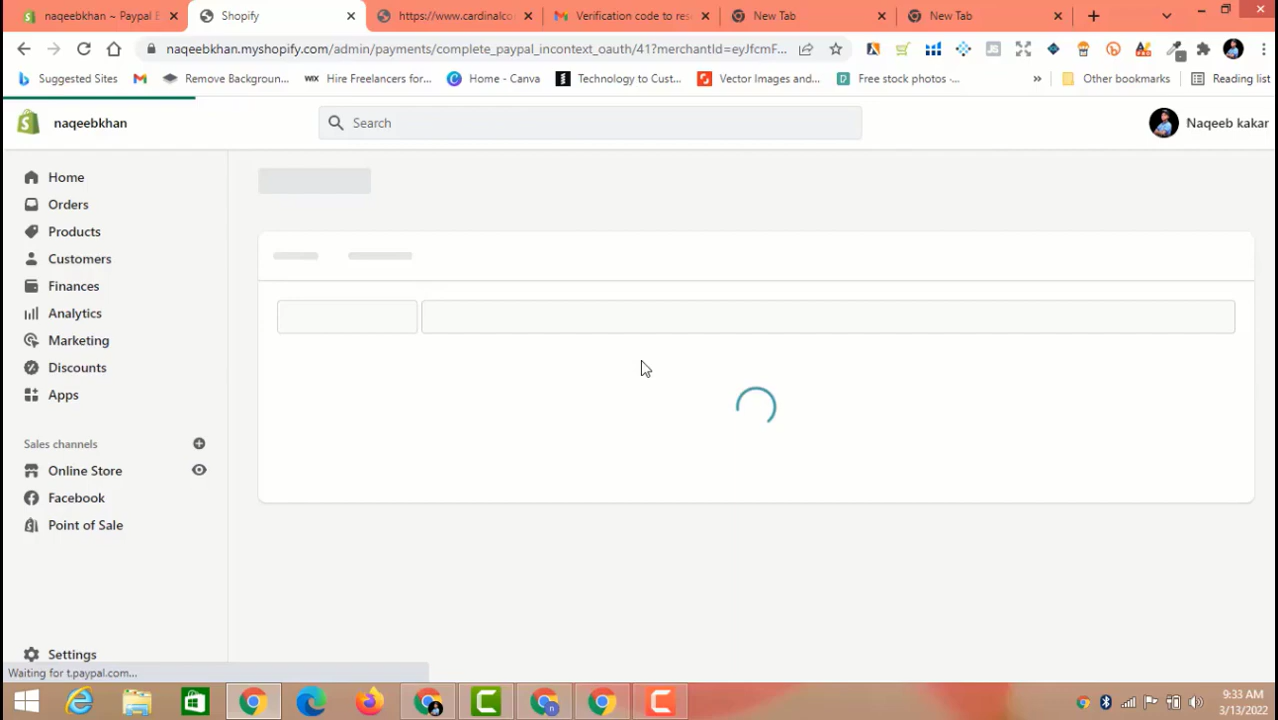 naqeebkhan ~ Paypal E
Shopify
https://www.cardinalco
Verification code to res
New Tab
New Tab
naqeebkhan.myshopify.com/admin/payments/complete_paypal_incontext_oauth/41?merchantId=eyJfcmF...
Suggested Sites
Remove Backgroun...
WIX Hire Freelancers for...
Home - Canva
Technology to Cust...
Vector Images and...
Free stock photos -...
»
Other bookmarks
Reading list
naqeebkhan
Search
Naqeeb kakar
Home
Orders
Products
Customers
Finances
Analytics
Marketing
Discounts
Apps
Sales channels
Online Store
Facebook
Point of Sale
Settings
Waiting for t.paypal.com...
9:33 AM
3/13/2022